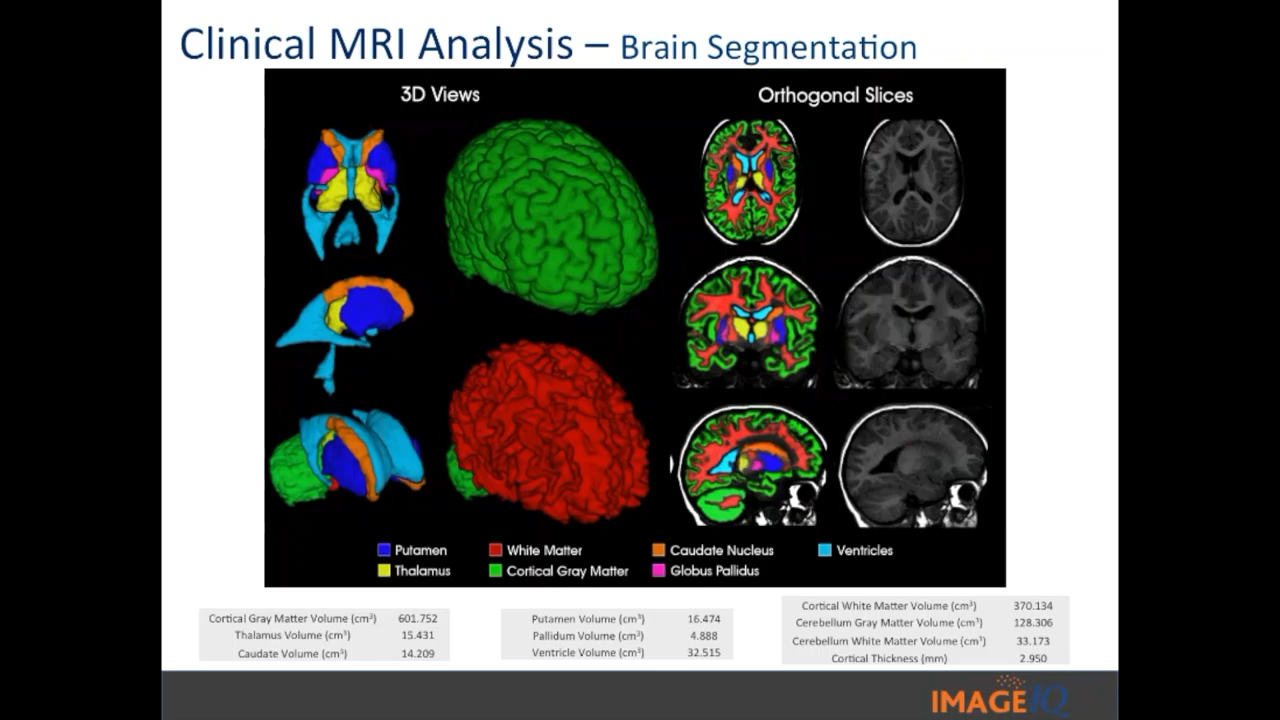 Clinical MRI Analysis – Brain Segmentation
3D Views
Orthogonal Slices
Putamen
White Matter
Caudate Nucleus
Ventricles
Thalamus
Cortical Gray Matter
Globus Pallidus
Cortical Gray Matter Volume (cm³) 601.752
Thalamus Volume (cm³) 15.431
Caudate Volume (cm³) 14.209
Putamen Volume (cm³) 16.474
Pallidum Volume (cm³) 4.888
Ventricle Volume (cm³) 32.515
Cortical White Matter Volume (cm³) 370.134
Cerebellum Gray Matter Volume (cm³) 128.306
Cerebellum White Matter Volume (cm³) 33.173
Cortical Thickness (mm) 2.950
IMAGEIQ